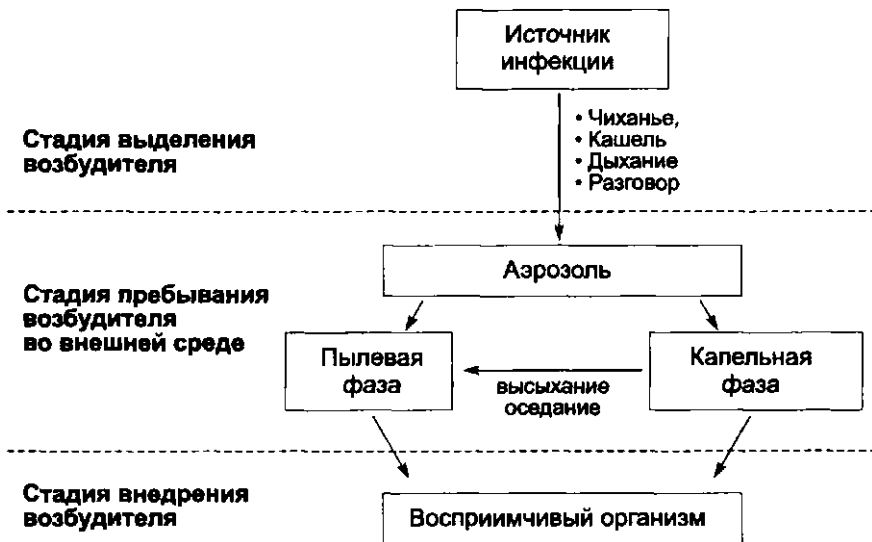 Источник
инфекции
Стадия выделения
возбудителя
• Чиханье,
• Кашель
• Дыхание
• Разговор
Аэрозоль
Стадия пребывания
возбудителя
во внешней среде
Пылевая
фаза
высыхание
оседание
Капельная
фаза
Стадия внедрения
возбудителя
Восприимчивый организм